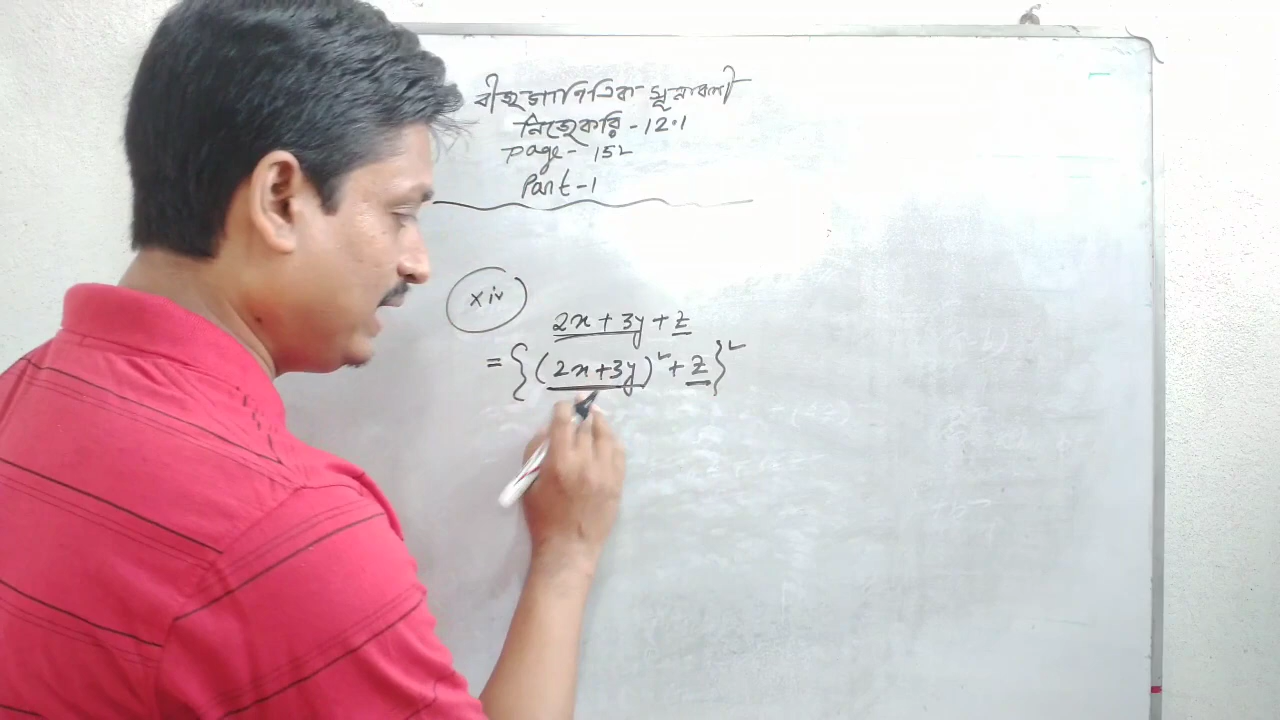 বীজগাণিতিক সূত্রাবলী
নিজেকরি - 12.1
Page - 152
Part - 1
xiv
2x + 3y + z
= {(2x+3y)² + z}²